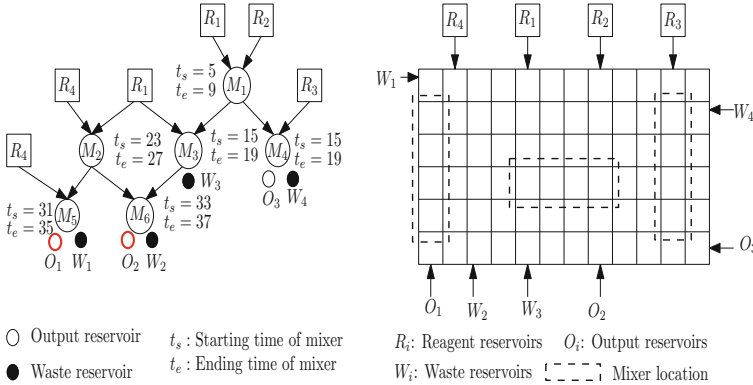 R1 R2
R4 R1 R3
ts = 5
te = 9
M1
M2
ts = 23
te = 27
M3
ts = 15
te = 19
M4
ts = 15
te = 19
R4
W3
O3 W4
M5
ts = 31
te = 35
M6
ts = 33
te = 37
O1 W1 O2 W2
Output reservoir
Waste reservoir
ts : Starting time of mixer
te : Ending time of mixer
R4 R1 R2 R3
W1
W4
O3
O1 W2 W3 O2
Ri: Reagent reservoirs Oi: Output reservoirs
Wi: Waste reservoirs Mixer location